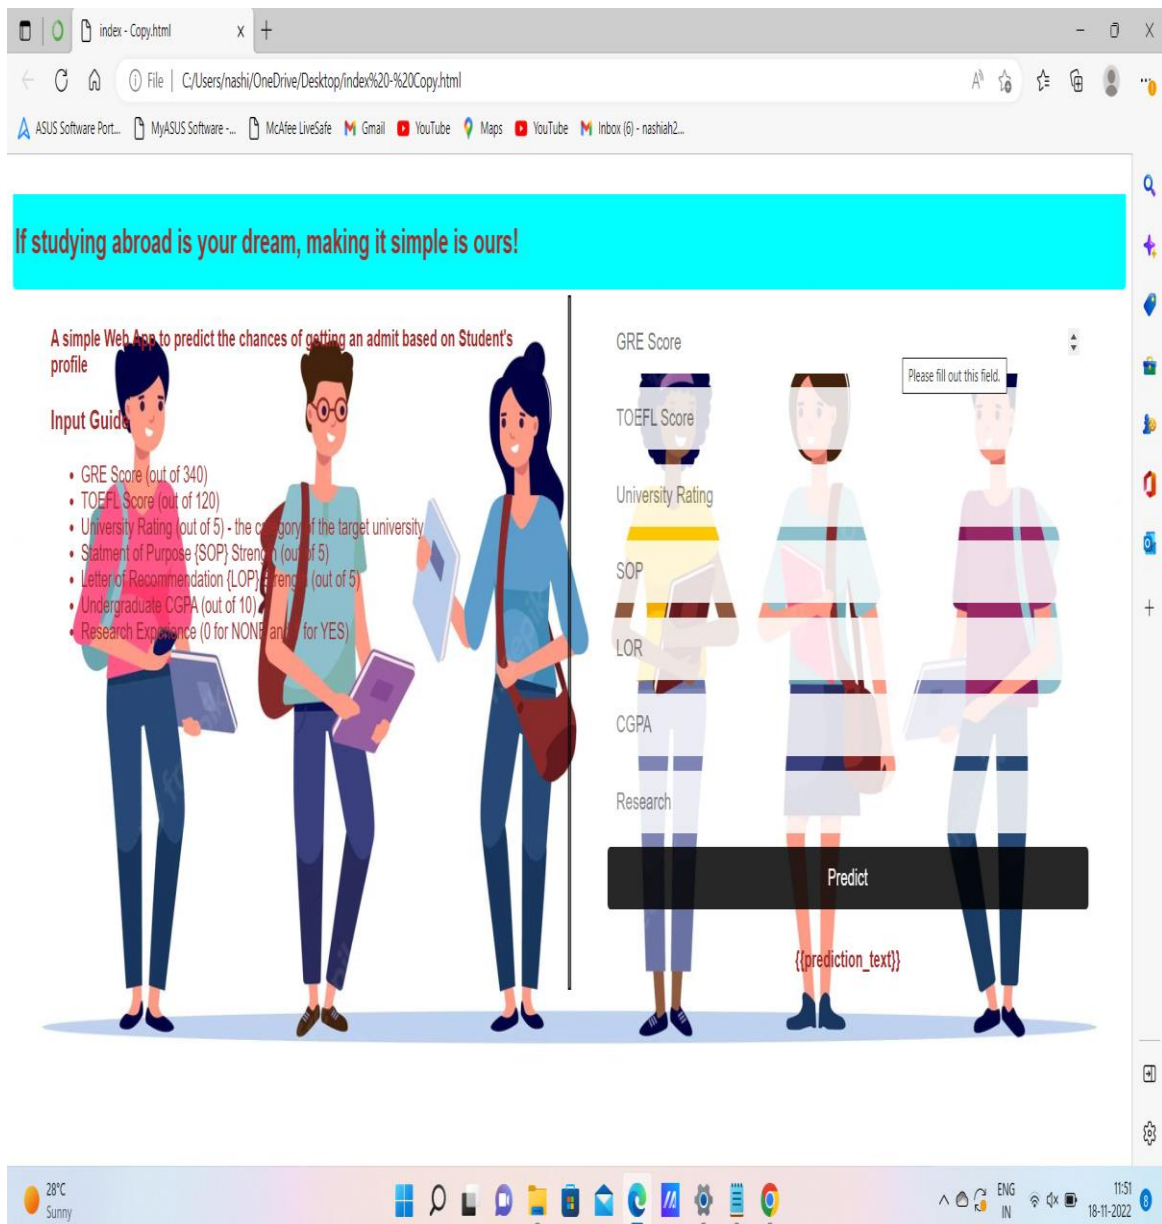 index - Copy.html
File | C:/Users/nashi/OneDrive/Desktop/index%20-%20Copy.html
ASUS Software Port... MyASUS Software -... McAfee LiveSafe Gmail YouTube Maps YouTube Inbox (6) - nashiah2...
If studying abroad is your dream, making it simple is ours!
A simple Web App to predict the chances of getting an admit based on Student's
profile
Input Guide
• GRE Score (out of 340)
• TOEFL Score (out of 120)
• University Rating (out of 5) - the category of the target university
• Statment of Purpose {SOP} Strength (out of 5)
• Letter of Recommendation {LOP} Strength (out of 5)
• Undergraduate CGPA (out of 10)
• Research Experience (0 for NONE and for YES)
GRE Score
Please fill out this field.
TOEFL Score
University Rating
SOP
LOR
CGPA
Research
Predict
{{prediction_text}}
28°C
Sunny
ENG
IN
11:51
18-11-2022
8